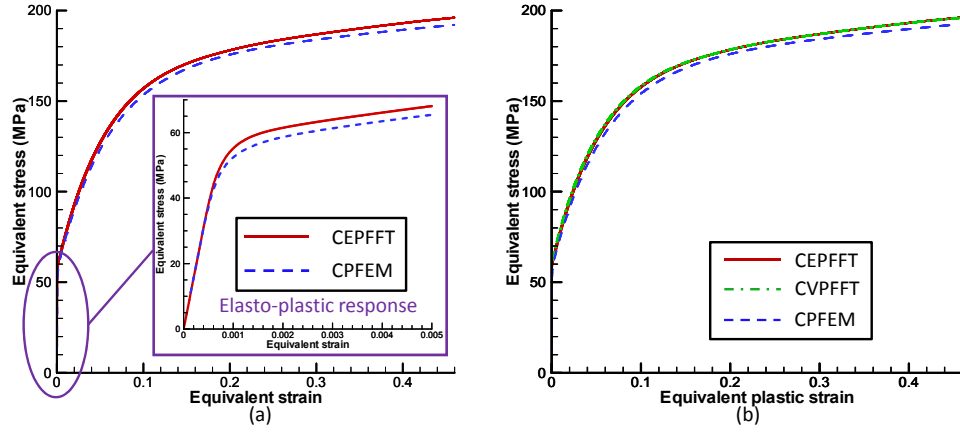 200
150
100
50
0
Equivalent stress (MPa)
0
0.1
0.2
0.3
0.4
Equivalent strain
(a)
60
40
20
0
Equivalent stress (MPa)
CEPFFT
CPFEM
Elasto-plastic response
0
0.001
0.002
0.003
0.004
0.005
Equivalent strain
200
150
100
50
0
Equivalent stress (MPa)
CEPFFT
CVPFFT
CPFEM
0
0.1
0.2
0.3
0.4
Equivalent plastic strain
(b)